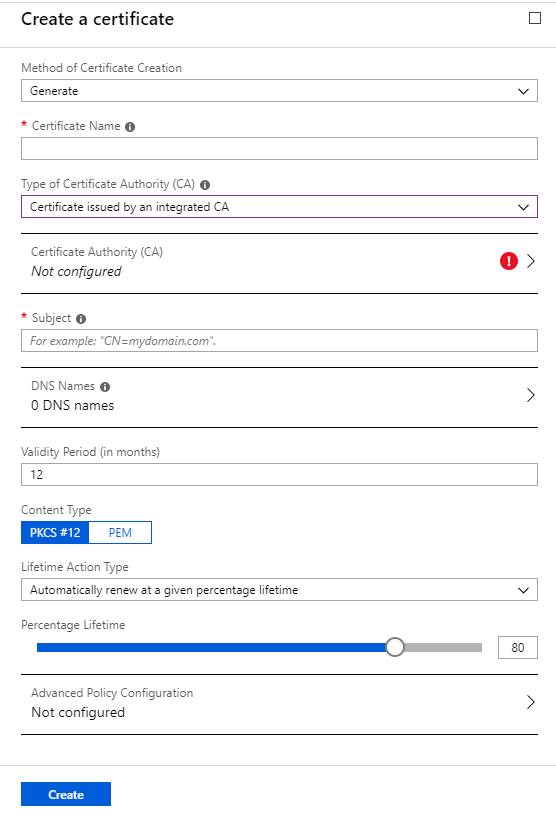 Create a certificate
Method of Certificate Creation
Generate
* Certificate Name
Type of Certificate Authority (CA)
Certificate issued by an integrated CA
Certificate Authority (CA)
Not configured
* Subject
For example: "CN=mydomain.com".
DNS Names
0 DNS names
Validity Period (in months)
12
Content Type
PKCS #12 PEM
Lifetime Action Type
Automatically renew at a given percentage lifetime
Percentage Lifetime
80
Advanced Policy Configuration
Not configured
Create